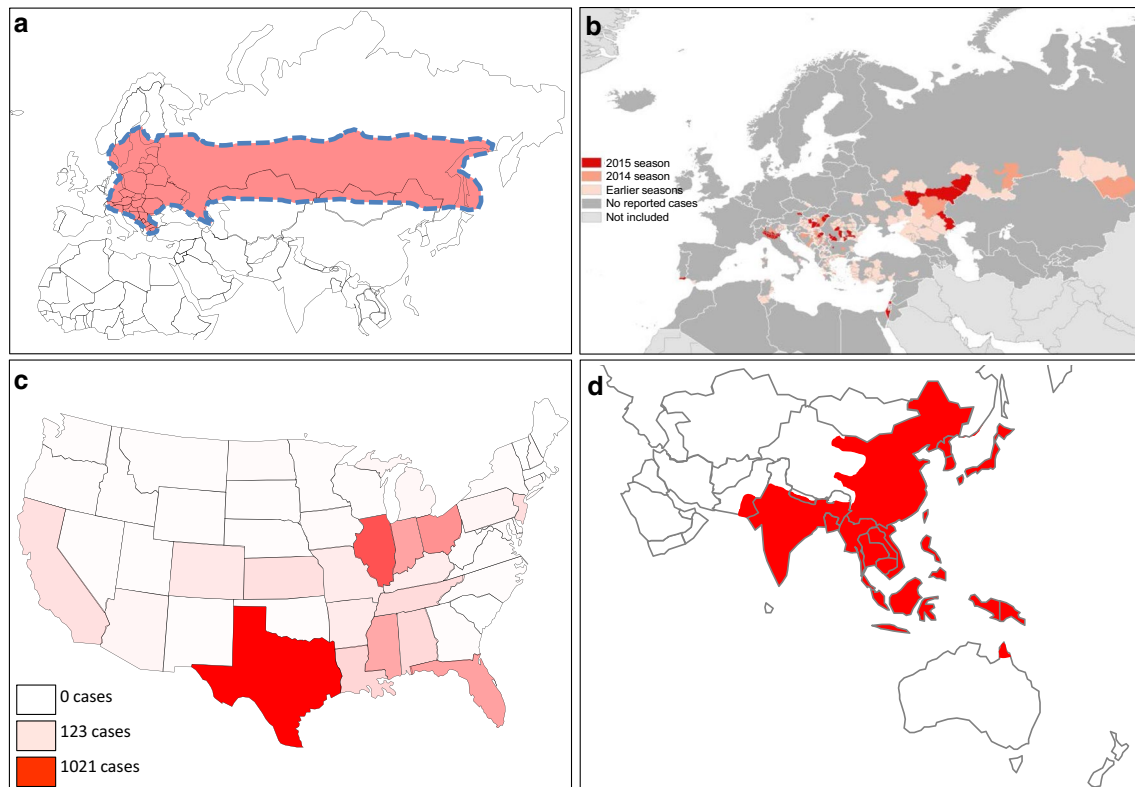 a
b
2015 season
2014 season
Earlier seasons
No reported cases
Not included
c
0 cases
123 cases
1021 cases
d